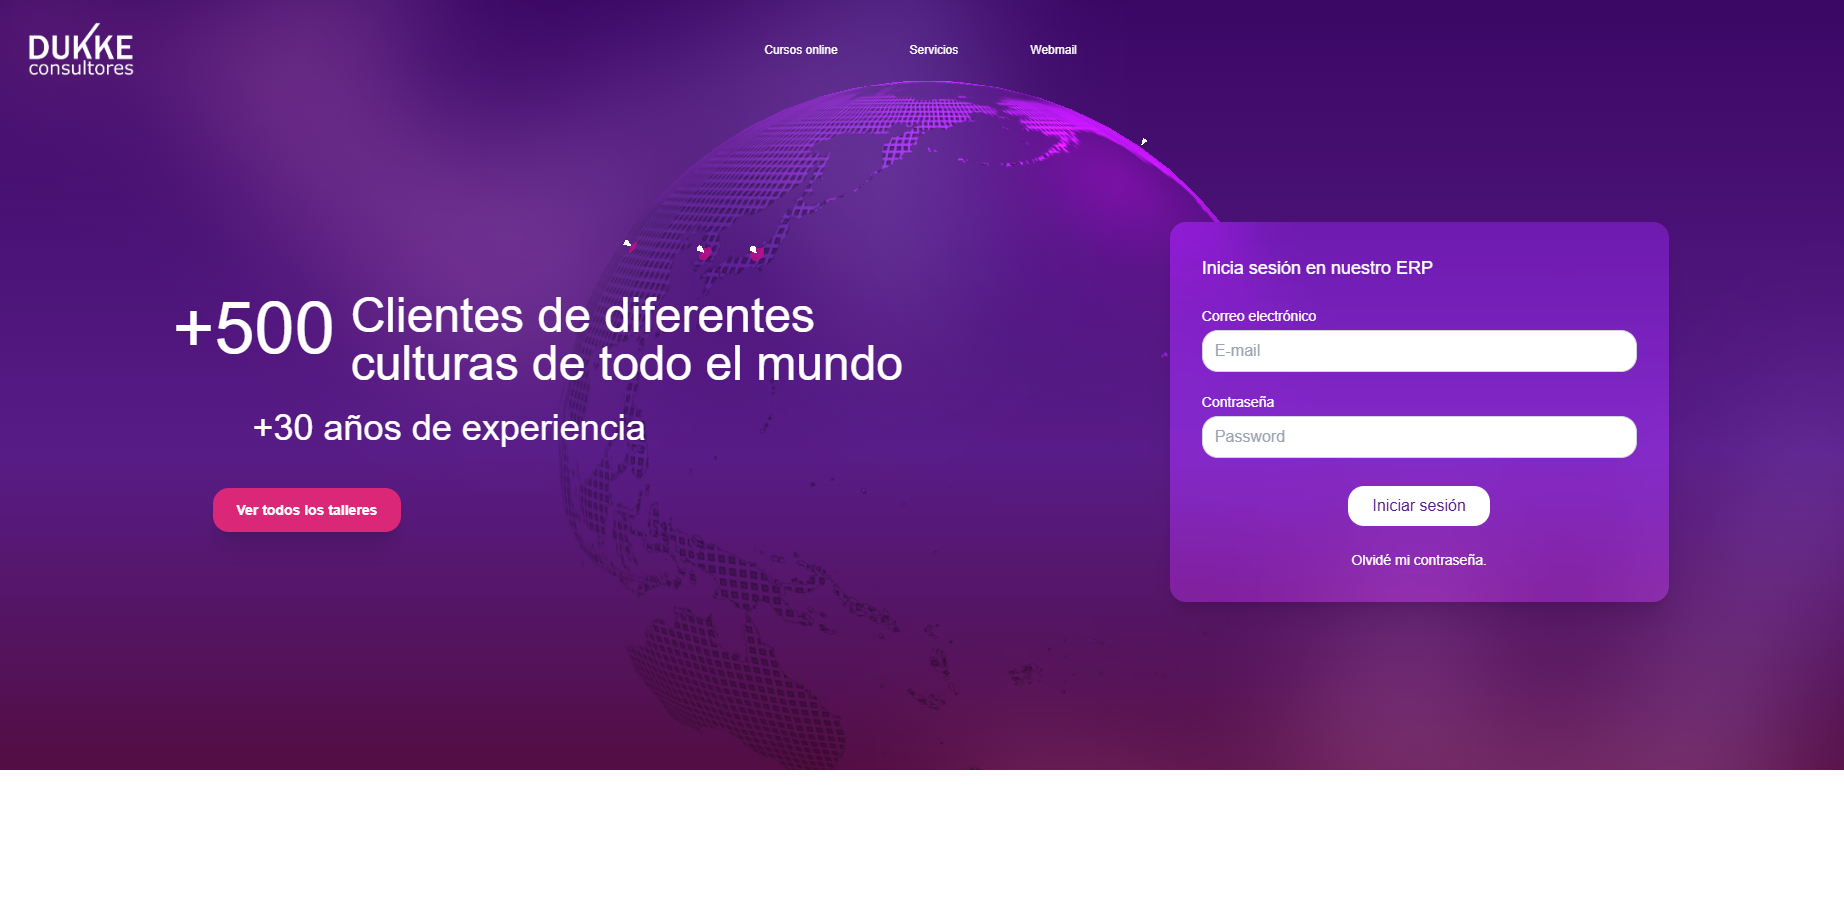 DUKKE
consultores
Cursos online
Servicios
Webmail
+500
Clientes de diferentes
culturas de todo el mundo
+30 años de experiencia
Ver todos los talleres
Inicia sesión en nuestro ERP
Correo electrónico
E-mail
Contraseña
Password
Iniciar sesión
Olvidé mi contraseña.